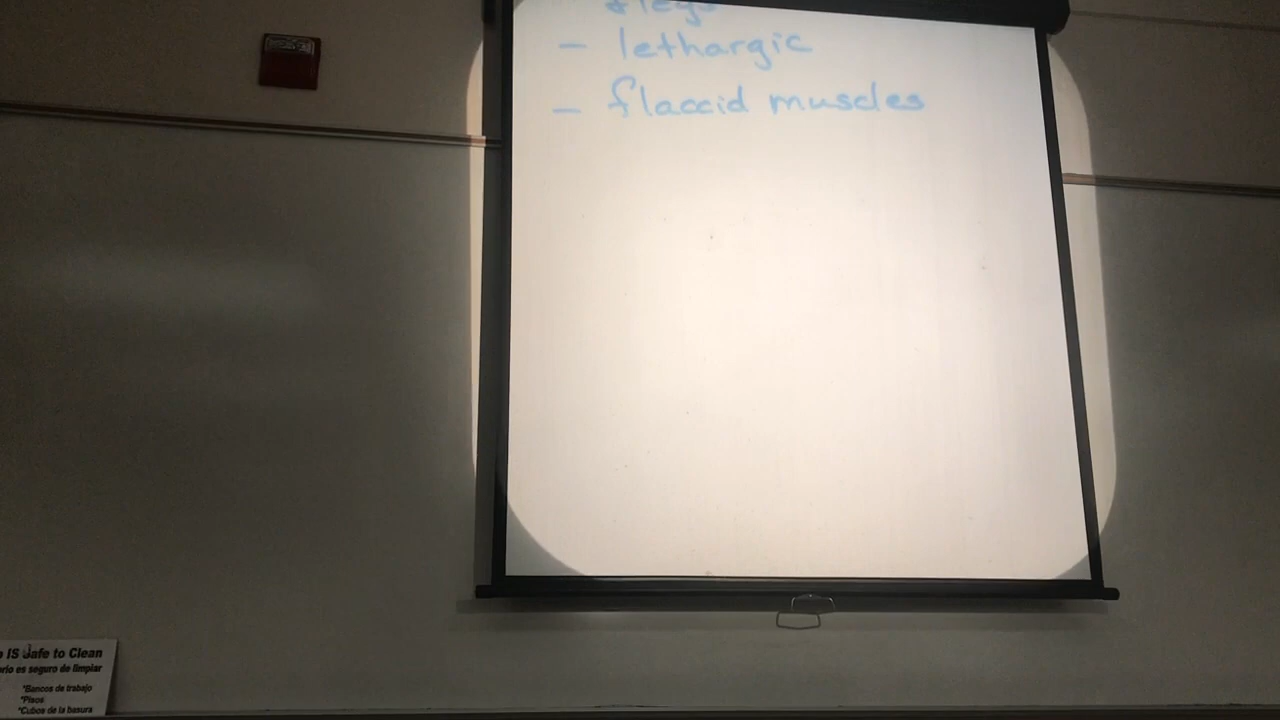 - lethargic
- flaccid muscles
IS Safe to Clean
es seguro de limpiar
*Bancos de trabajo
*Pisos
*Cubos de la basura